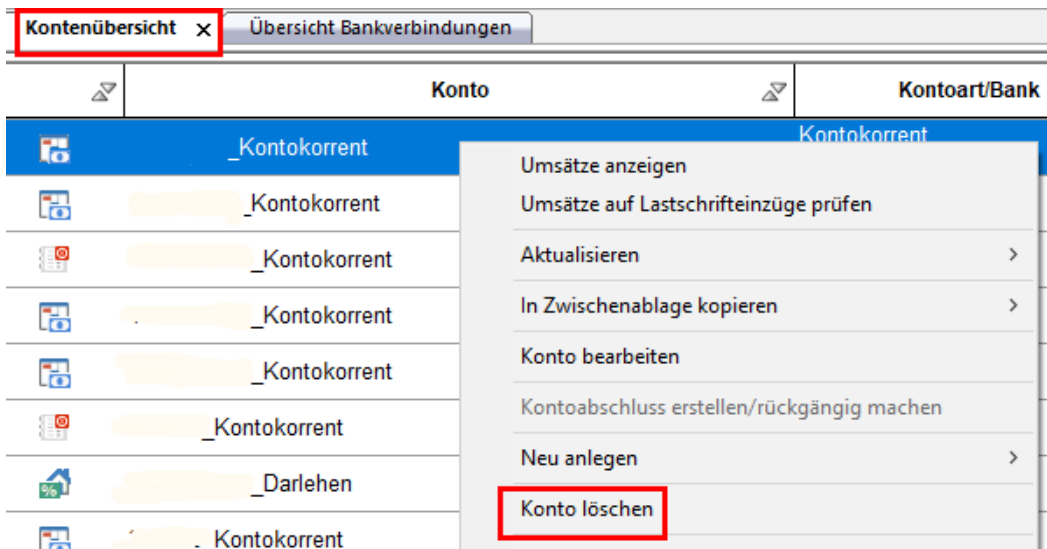 Kontenübersicht x Übersicht Bankverbindungen
Konto Kontoart/Bank
_Kontokorrent Kontokorrent
Umsätze anzeigen
_Kontokorrent Umsätze auf Lastschrifteinzüge prüfen
_Kontokorrent Aktualisieren
_Kontokorrent In Zwischenablage kopieren
_Kontokorrent Konto bearbeiten
Kontoabschluss erstellen/rückgängig machen
_Kontokorrent
Neu anlegen
_Darlehen
Konto löschen
_Kontokorrent